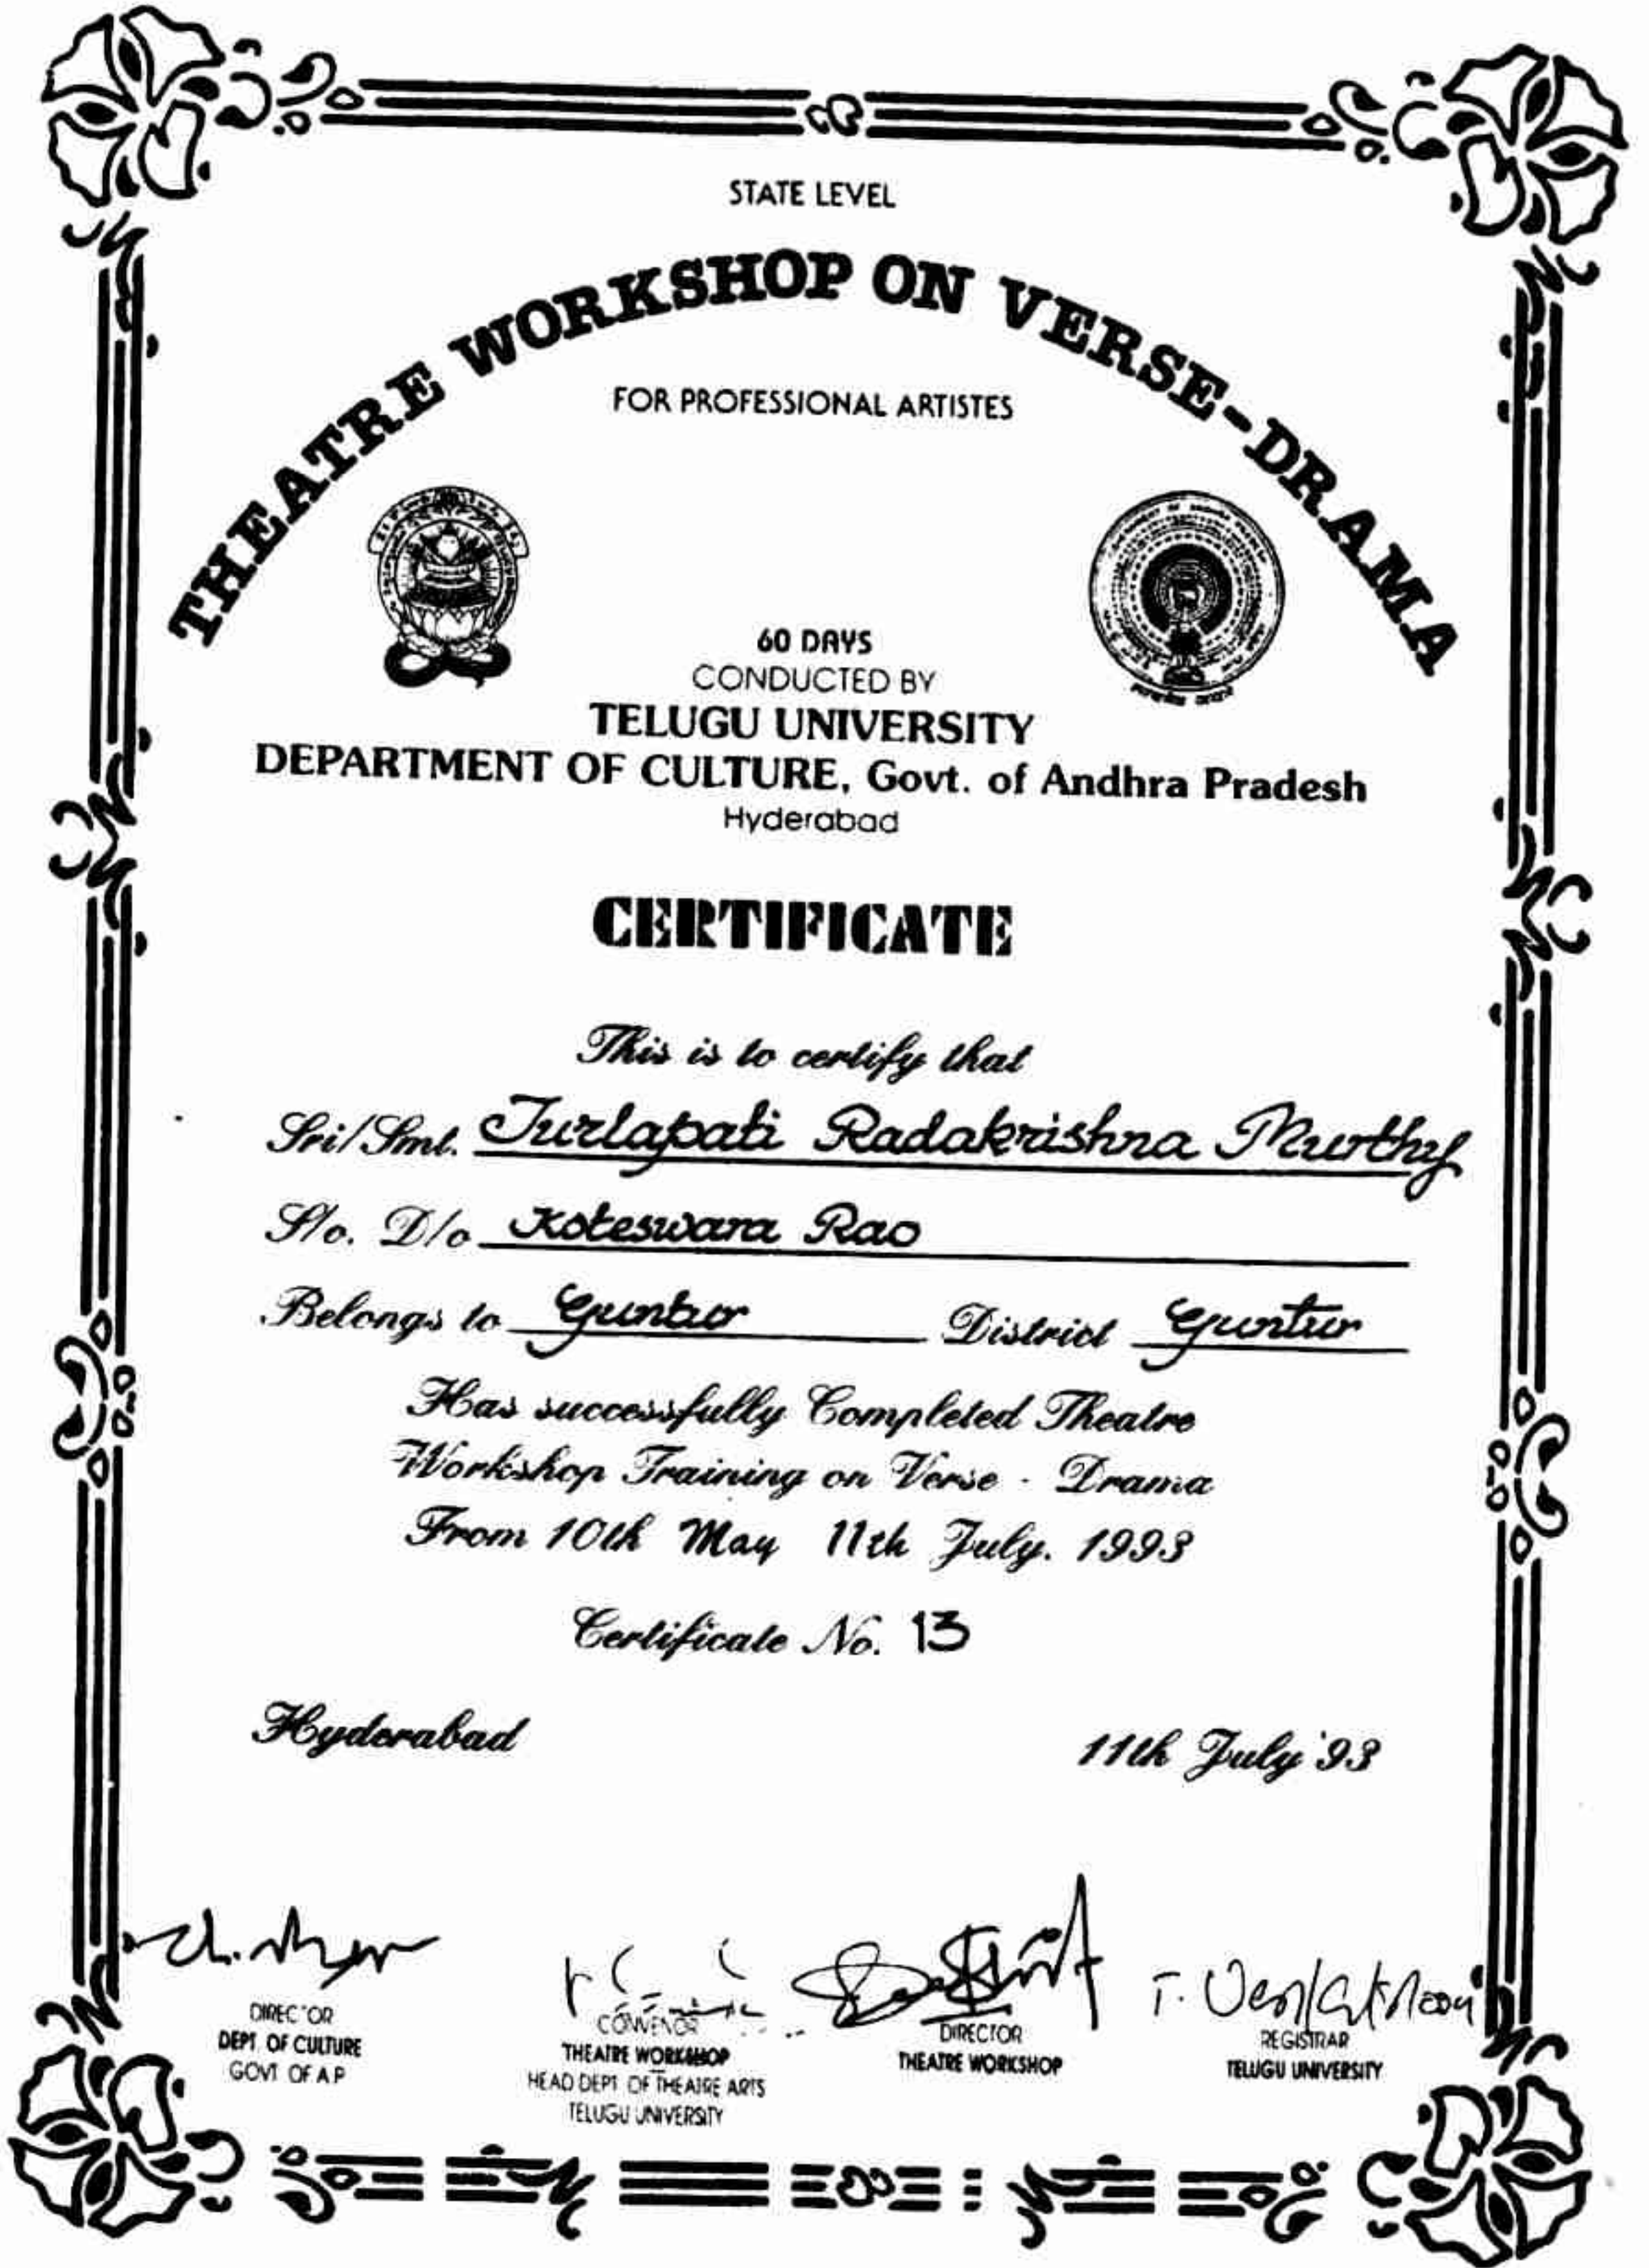 STATE LEVEL
THEATRE WORKSHOP ON VERSE-DRAMA
FOR PROFESSIONAL ARTISTES
60 DAYS
CONDUCTED BY
TELUGU UNIVERSITY
DEPARTMENT OF CULTURE, Govt. of Andhra Pradesh
Hyderabad
CERTIFICATE
This is to certify that
Sri/Smt. Turlapati Radakrishna Murthy
S/o. D/o Koteswara Rao
Belongs to Guntur District Guntur
Has successfully Completed Theatre
Workshop Training on Verse - Drama
From 10th May 11th July. 1993
Certificate No. 13
Hyderabad
11th July '93
DIRECTOR
DEPT OF CULTURE
GOVT OF A P
CONVENOR
THEATRE WORKSHOP
HEAD DEPT OF THEATRE ARTS
TELUGU UNIVERSITY
DIRECTOR
THEATRE WORKSHOP
REGISTRAR
TELUGU UNIVERSITY